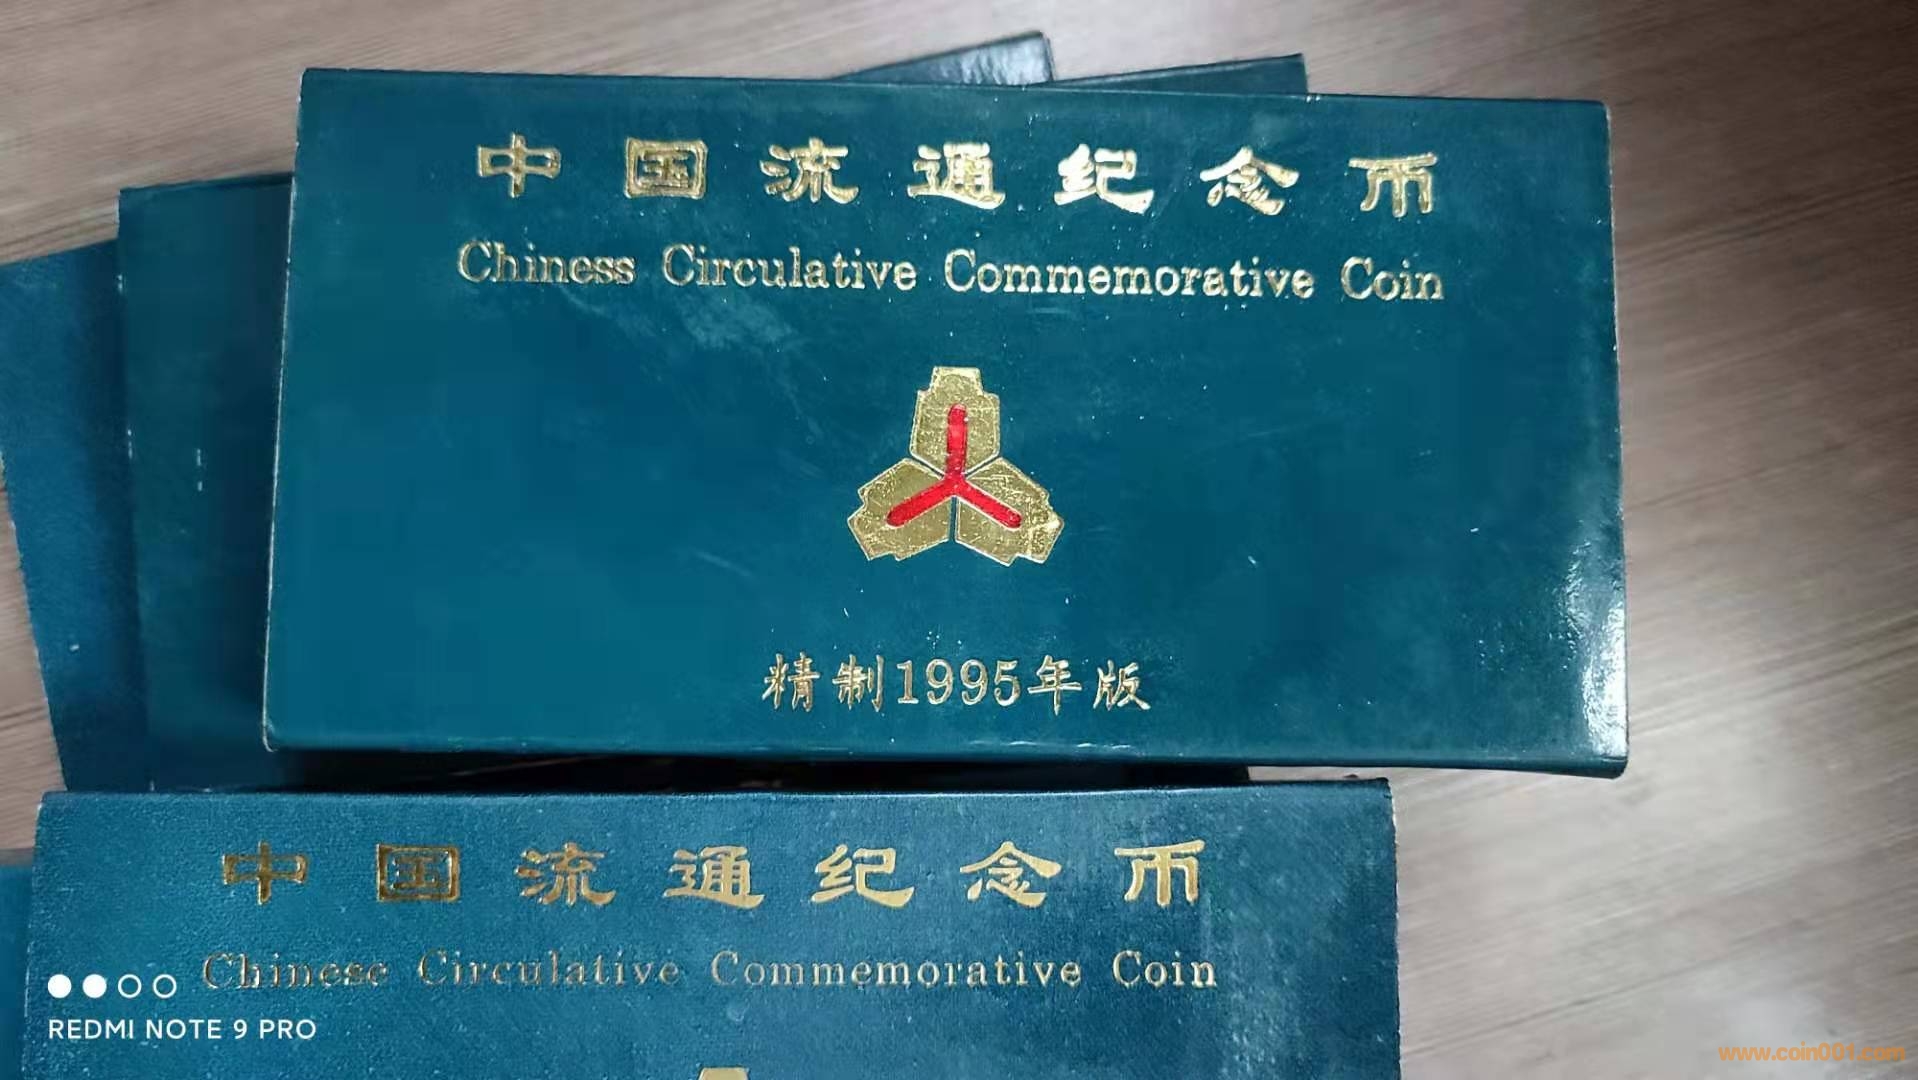 中国流通纪念币
Chiness Circulative Commemorative Coin
精制1995年版
中国流通纪念币
Chinese Circulative Commemorative Coin
REDMI NOTE 9 PRO
www.coin001.com